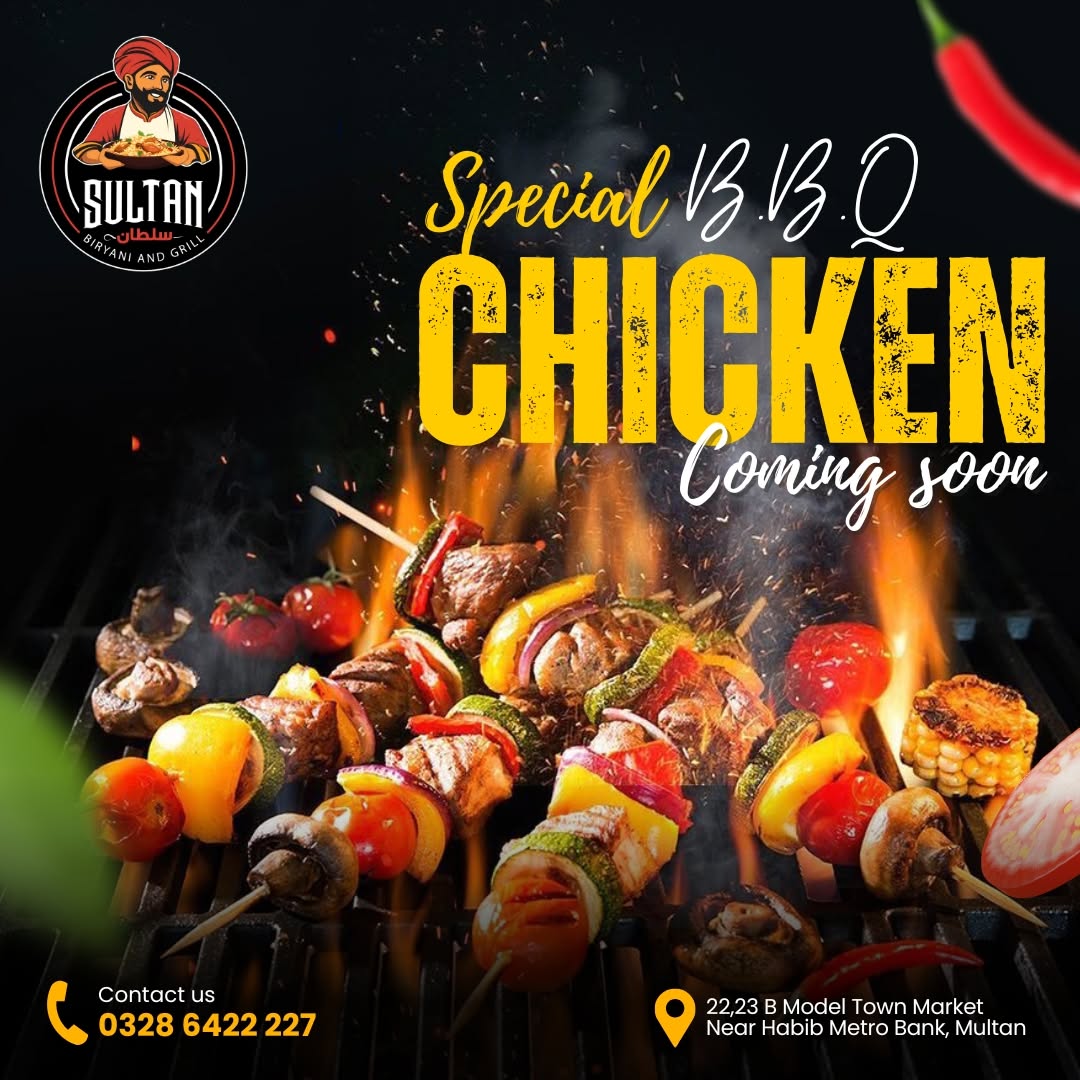 SULTAN
سلطان
BIRYANI AND GRILL
Special B.B.Q
CHICKEN
Coming soon
Contact us
0328 6422 227
22,23 B Model Town Market
Near Habib Metro Bank, Multan